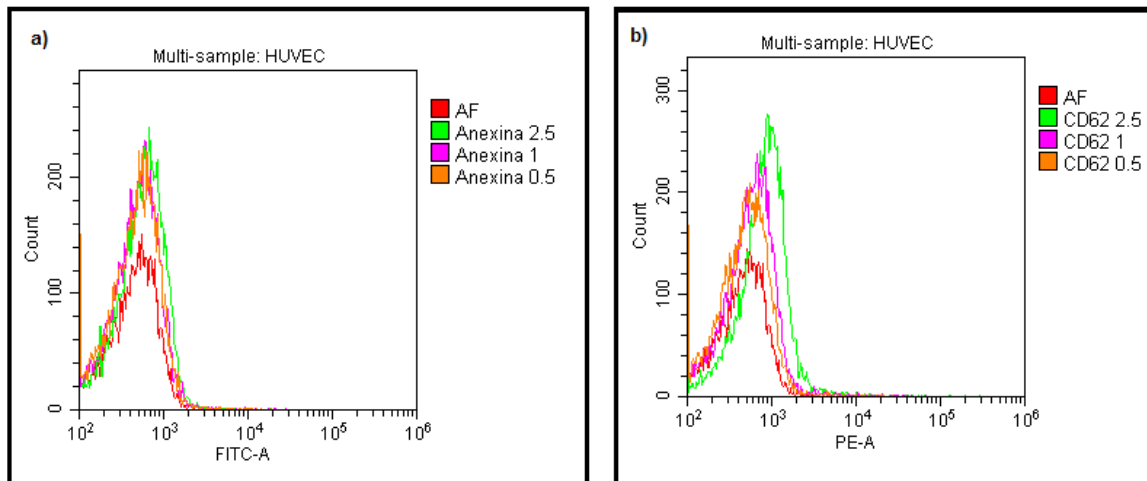 a)
Multi-sample: HUVEC
Count
200
100
0
10² 10³ 10⁴ 10⁵ 10⁶
FITC-A
AF
Anexina 2.5
Anexina 1
Anexina 0.5
b)
Multi-sample: HUVEC
Count
300
200
100
0
10² 10³ 10⁴ 10⁵ 10⁶
PE-A
AF
CD62 2.5
CD62 1
CD62 0.5